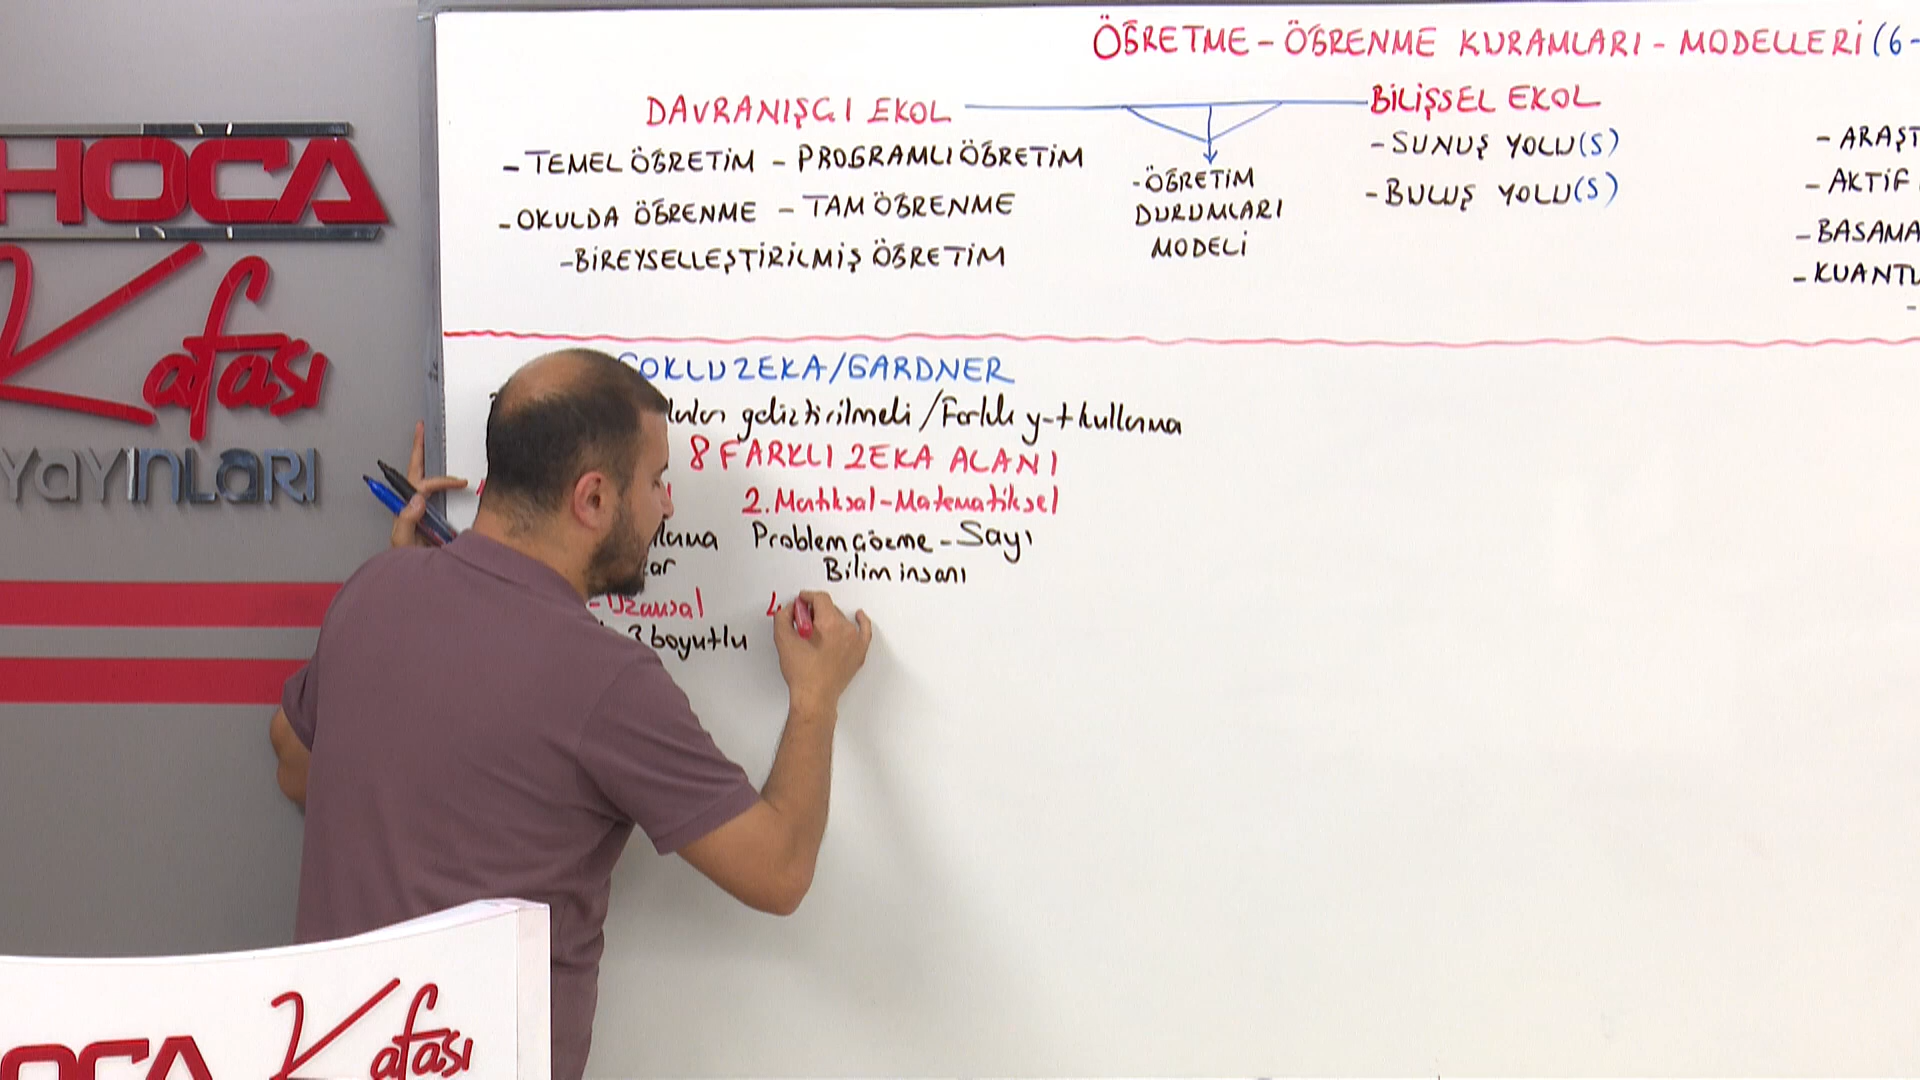 HOCA
Kafası
YAYINLARI
ÖĞRETME - ÖĞRENME KURAMLARI - MODELLERİ (6-
DAVRANIŞÇI EKOL
- TEMEL ÖĞRETİM - PROGRAMLI ÖĞRETİM
- OKULDA ÖĞRENME - TAM ÖĞRENME
- BİREYSELLEŞTİRİLMİŞ ÖĞRETİM
- ÖĞRETİM
DURUMLARI
MODELİ
BİLİŞSEL EKOL
- SUNUŞ YOLU(S)
- BULUŞ YOLU(S)
- ARAŞT
- AKTİF
- BASAMA
- KUANTU
ÇOKLU ZEKA/GARDNER
geliştirilmeli / Farklı y-t kullanma
8 FARKLI ZEKA ALANI
2. Mantıksal - Matematiksel
Problem çözme - Sayı
Bilim insanı
- Uzamsal 4
3 boyutlu
HOCA Kafası